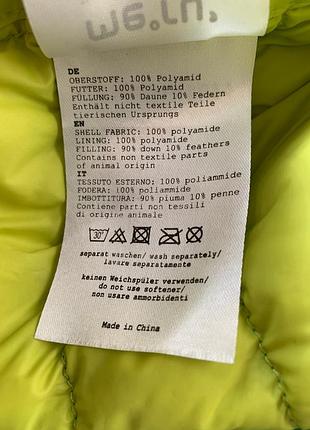 we.ru'
DE
OBERSTOFF: 100% Polyamid
FUTTER: 100% Polyamid
FÜLLUNG: 90% Daune 10% Federn
Enthält nicht textile Teile
tierischen Ursprungs
EN
SHELL FABRIC: 100% polyamide
LINING: 100% polyamide
FILLING: 90% down 10% feathers
Contains non textile parts
of animal origin
IT
TESSUTO ESTERNO: 100% poliammide
FODERA: 100% poliammide
IMBOTTITURA: 90% piuma 10% penne
Contiene parti non tessili
di origine animale
30°
separat waschen/ wash separately/
lavare separatamente
keinen Weichspüler verwenden/
do not use softener/
non usare ammorbidenti
Made in
China